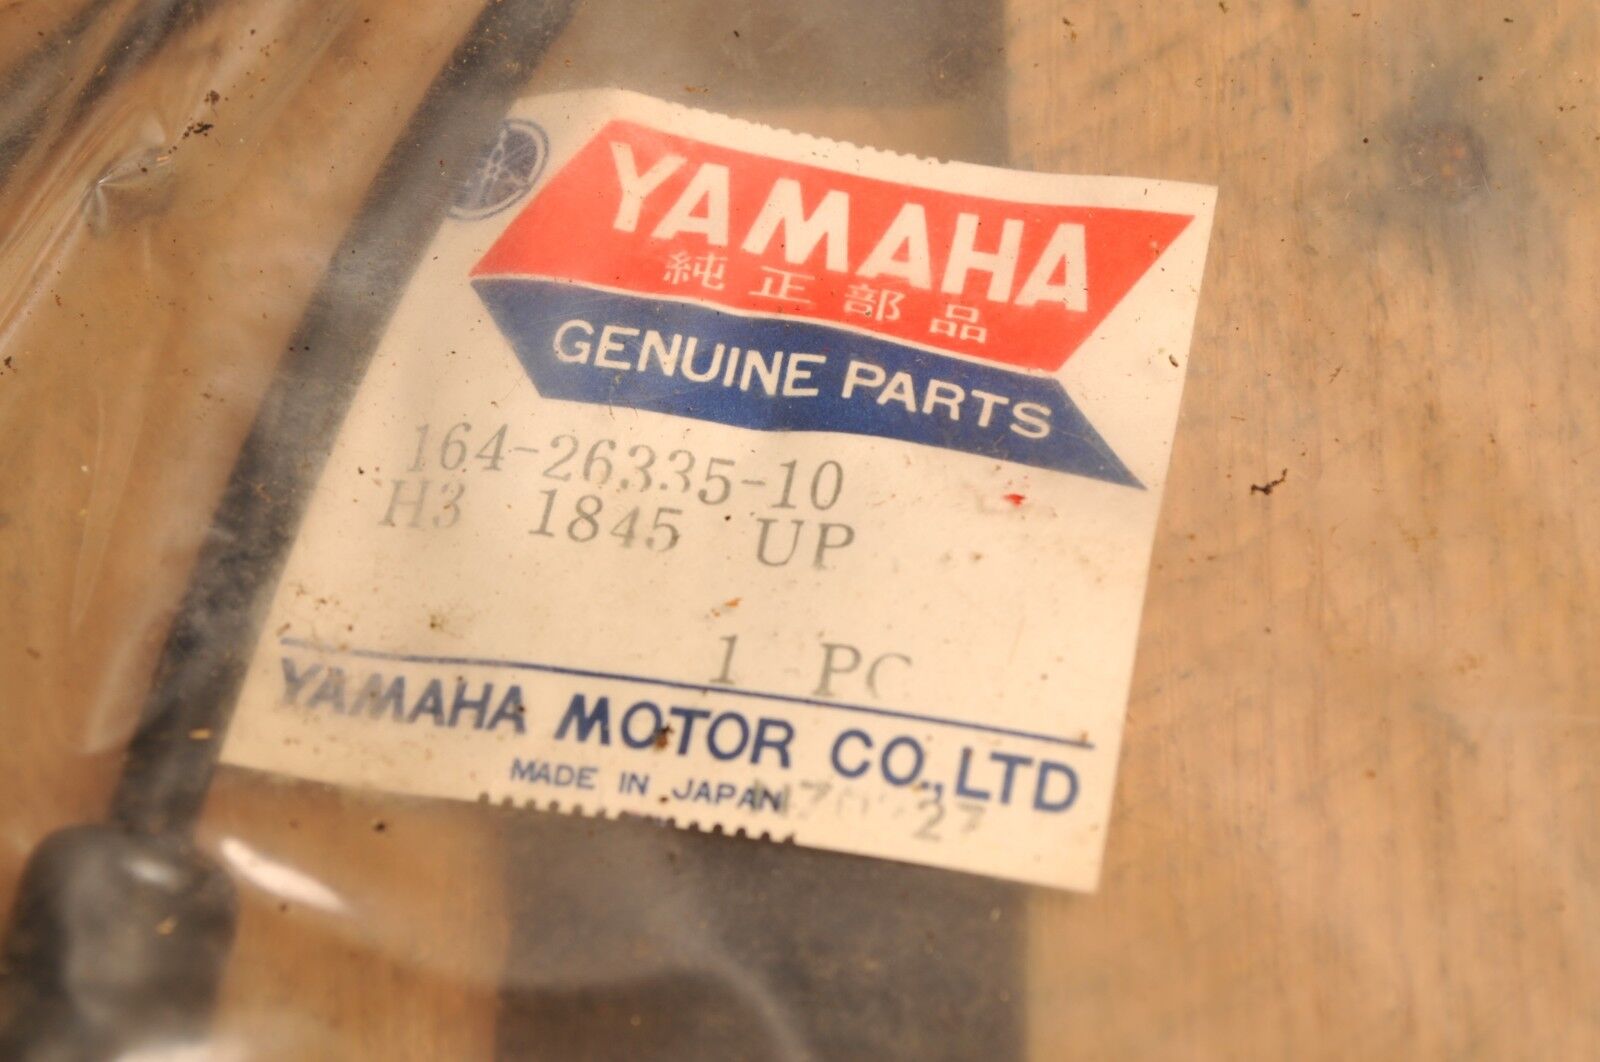 YAMAHA
純正部品
GENUINE PARTS
164-26335-10
H3 1845 UP
1 PC
YAMAHA MOTOR CO.,LTD
MADE IN JAPAN